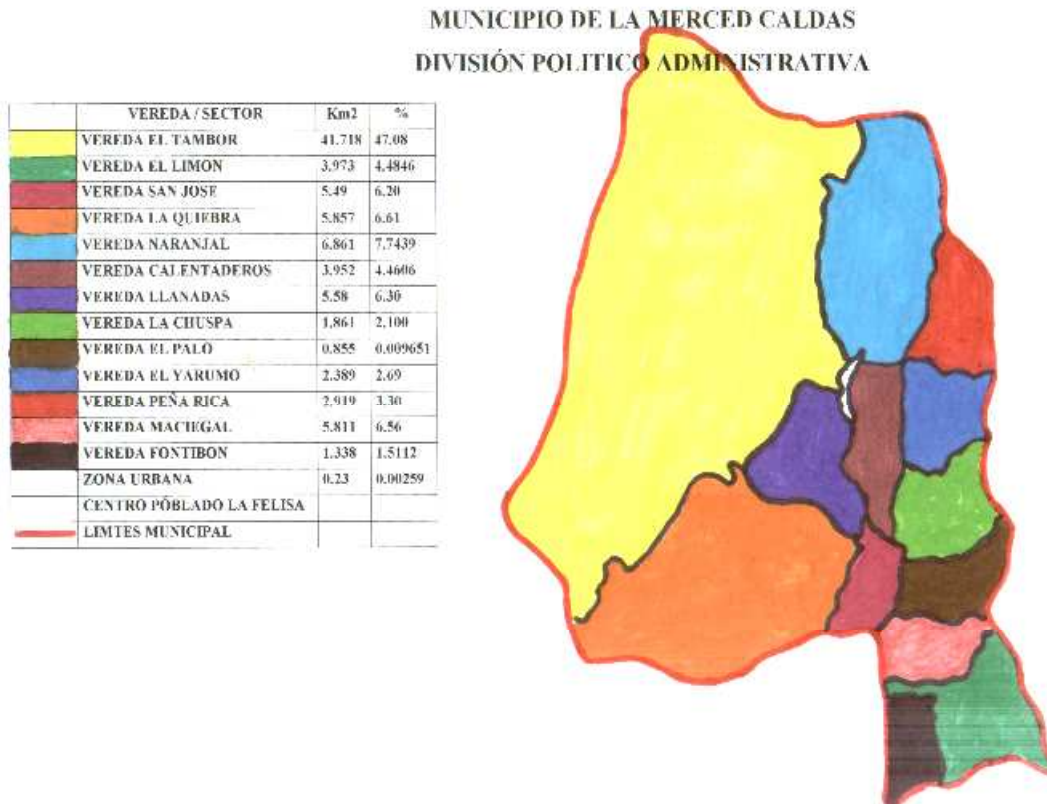 MUNICIPIO DE LA MERCED CALDAS
DIVISIÓN POLITICO ADMINISTRATIVA
VEREDA / SECTOR Km2 %
VEREDA EL TAMBOR 41.718 47.08
VEREDA EL LIMON 3.973 4.4846
VEREDA SAN JOSE 5.49 6.20
VEREDA LA QUIEBRA 5.857 6.61
VEREDA NARANJAL 6.861 7.7439
VEREDA CALENTADEROS 3.952 4.4606
VEREDA LLANADAS 5.58 6.30
VEREDA LA CHUSPA 1.861 2.100
VEREDA EL PALO 0.855 0.009651
VEREDA EL YARUMO 2.389 2.69
VEREDA PEÑA RICA 2.919 3.30
VEREDA MACIEGAL 5.811 6.56
VEREDA FONTIBON 1.338 1.5112
ZONA URBANA 0.23 0.00259
CENTRO PÓBLADO LA FELISA
LIMTES MUNICIPAL